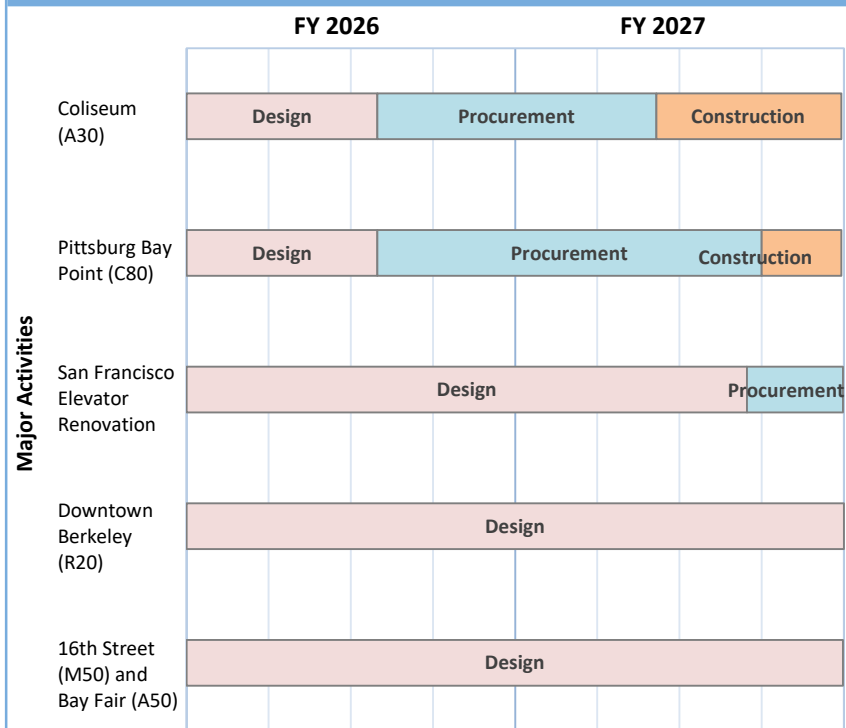 FY 2026 FY 2027
Major Activities
Coliseum
(A30)
Design Procurement Construction
Pittsburg Bay
Point (C80)
Design Procurement Construction
San Francisco
Elevator
Renovation
Design Procurement
Downtown
Berkeley
(R20)
Design
16th Street
(M50) and
Bay Fair (A50)
Design